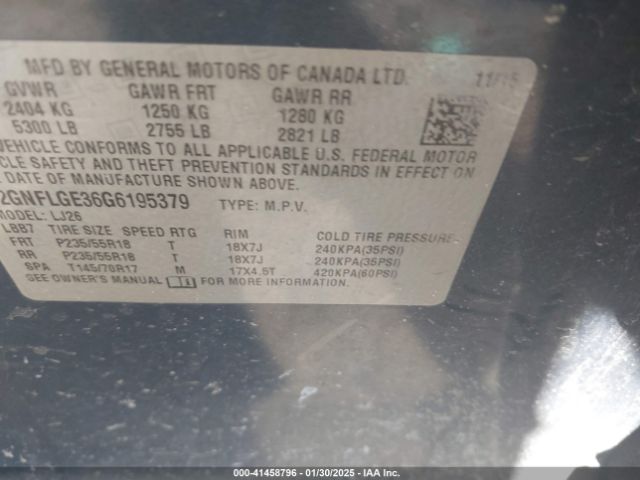 MFD BY GENERAL MOTORS OF CANADA LTD. 11/15
GVWR GAWR FRT GAWR RR
2404 KG 1250 KG 1280 KG
5300 LB 2755 LB 2821 LB
VEHICLE CONFORMS TO ALL APPLICABLE U.S. FEDERAL MOTOR
CLE SAFETY AND THEFT PREVENTION STANDARDS IN EFFECT ON
DATE OF MANUFACTURE SHOWN ABOVE.
2GNFLGE36G6195379 TYPE: M.P.V.
MODEL: LJ26
LBB7 TIRE SIZE SPEED RTG RIM COLD TIRE PRESSURE
FRT P235/55R18 T 18X7J 240KPA(35PSI)
RR P235/55R18 T 18X7J 240KPA(35PSI)
SPA T145/70R17 M 17X4.5T 420KPA(60PSI)
SEE OWNER'S MANUAL FOR MORE INFORMATION.
000-41458796 - 01/30/2025 - IAA Inc.